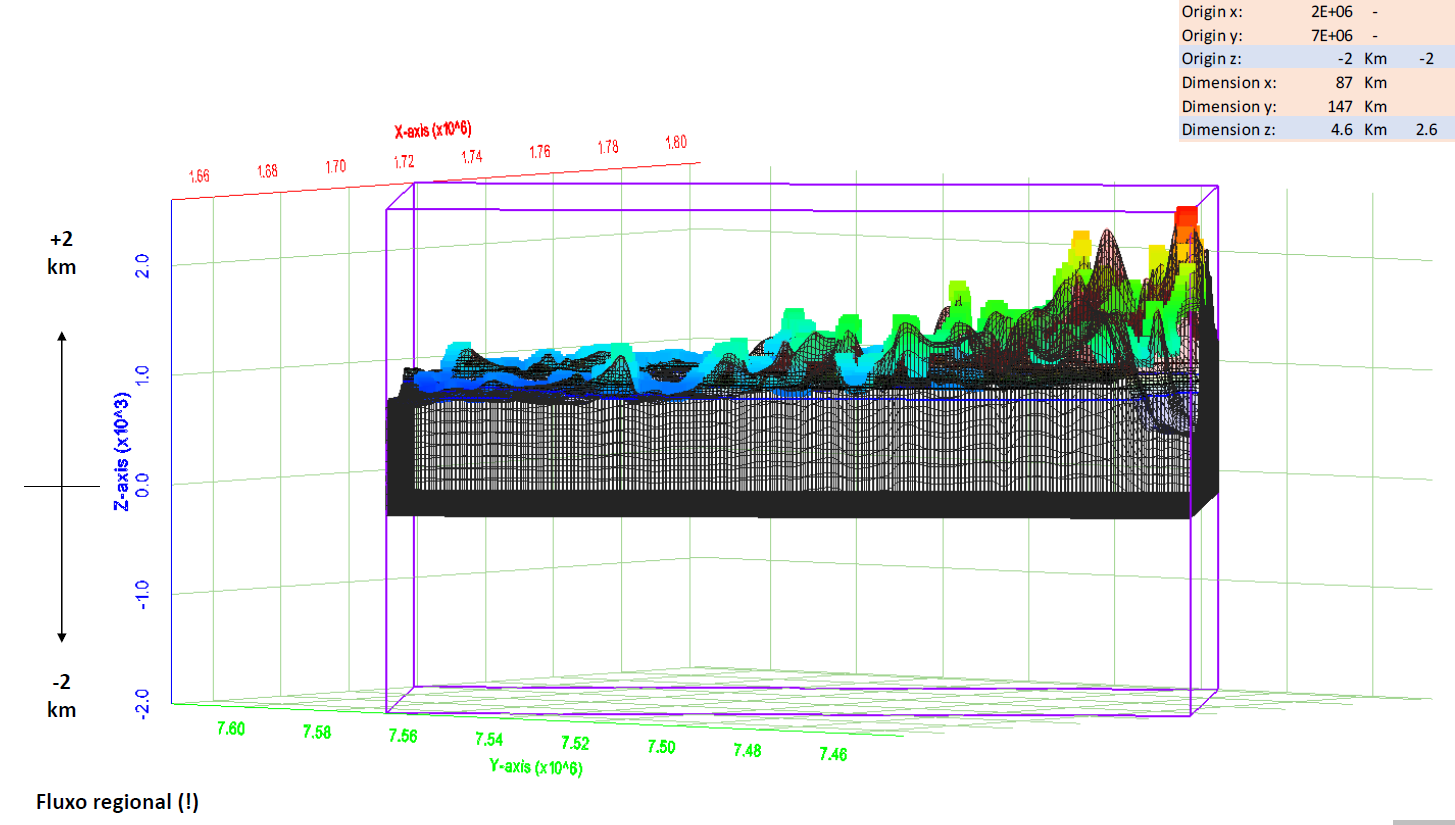 Origin x: 2E+06 -
Origin y: 7E+06 -
Origin z: -2 Km -2
Dimension x: 87 Km
Dimension y: 147 Km
Dimension z: 4.6 Km 2.6
X-axis (x10^6)
1.66 1.68 1.70 1.72 1.74 1.76 1.78 1.80
+2
km
Z-axis (x10^3)
2.0
1.0
0.0
-1.0
-2.0
-2
km
7.60 7.58 7.56 7.54 7.52 7.50 7.48 7.46
Y-axis (x10^6)
Fluxo regional (!)